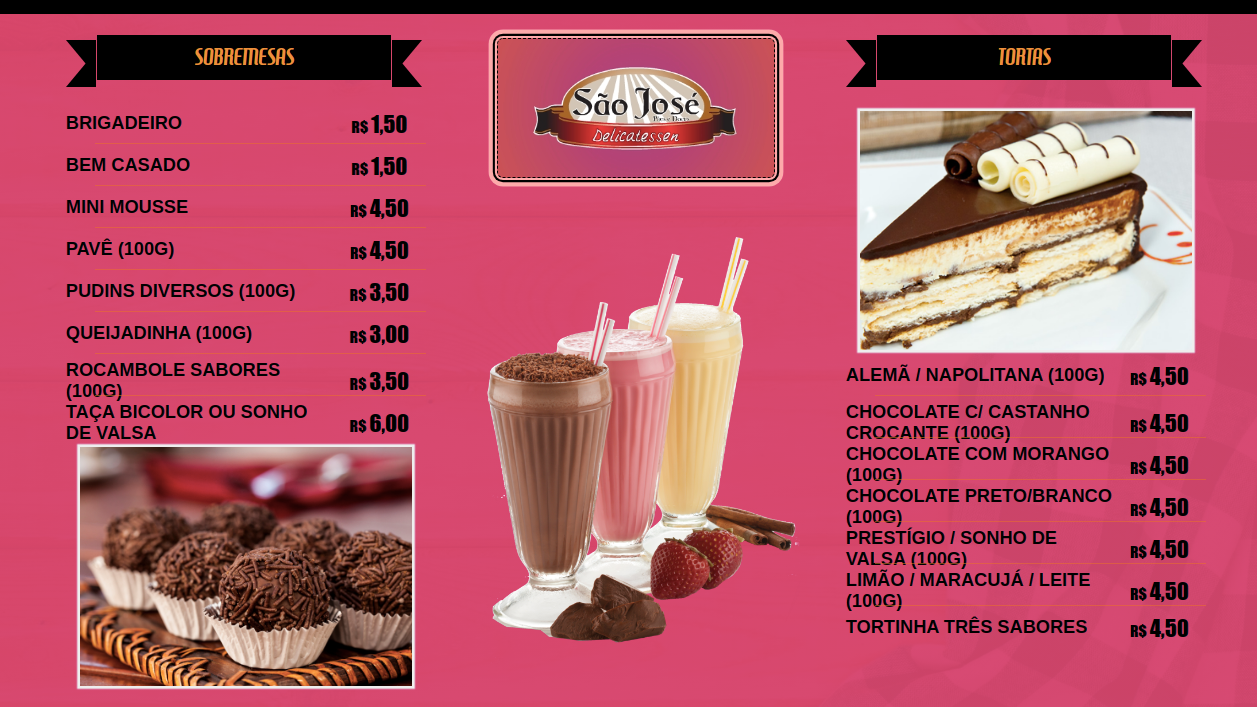 SOBREMESAS
BRIGADEIRO R$ 1,50
BEM CASADO R$ 1,50
MINI MOUSSE R$ 4,50
PAVÊ (100G) R$ 4,50
PUDINS DIVERSOS (100G) R$ 3,50
QUEIJADINHA (100G) R$ 3,00
ROCAMBOLE SABORES
(100G) R$ 3,50
TAÇA BICOLOR OU SONHO
DE VALSA R$ 6,00
São José
Pães e Doces
Delicatessen
TORTAS
ALEMÃ / NAPOLITANA (100G) R$ 4,50
CHOCOLATE C/ CASTANHO
CROCANTE (100G) R$ 4,50
CHOCOLATE COM MORANGO
(100G) R$ 4,50
CHOCOLATE PRETO/BRANCO
(100G) R$ 4,50
PRESTÍGIO / SONHO DE
VALSA (100G) R$ 4,50
LIMÃO / MARACUJÁ / LEITE
(100G) R$ 4,50
TORTINHA TRÊS SABORES R$ 4,50